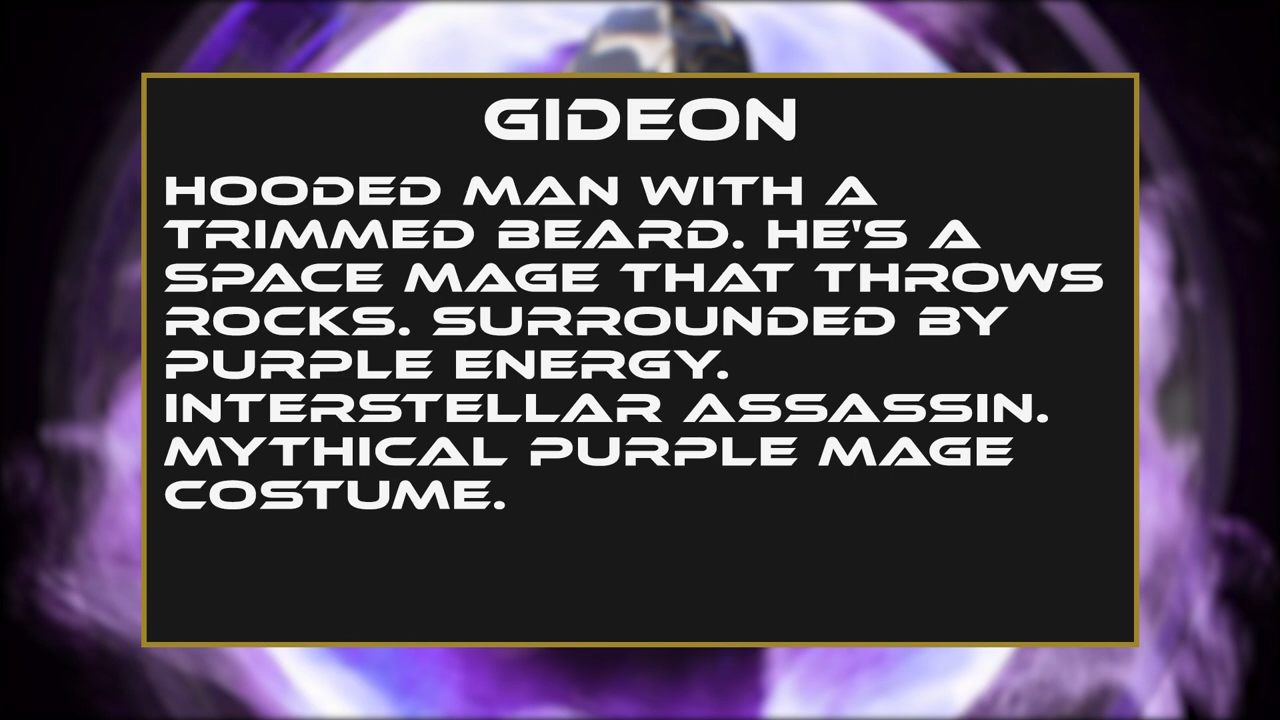 GIDEON
HOODED MAN WITH A
TRIMMED BEARD. HE'S A
SPACE MAGE THAT THROWS
ROCKS. SURROUNDED BY
PURPLE ENERGY.
INTERSTELLAR ASSASSIN.
MYTHICAL PURPLE MAGE
COSTUME.